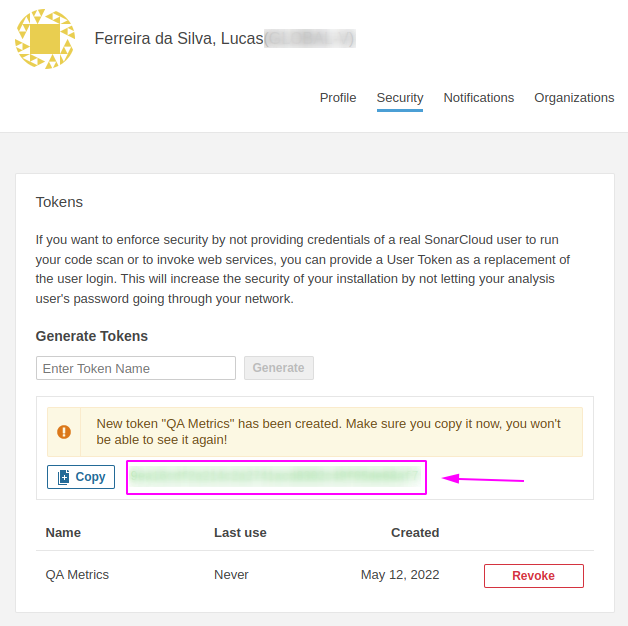 Ferreira da Silva, Lucas
Profile Security Notifications Organizations
Tokens
If you want to enforce security by not providing credentials of a real SonarCloud user to run
your code scan or to invoke web services, you can provide a User Token as a replacement of
the user login. This will increase the security of your installation by not letting your analysis
user's password going through your network.
Generate Tokens
Enter Token Name Generate
New token "QA Metrics" has been created. Make sure you copy it now, you won't
be able to see it again!
Copy
Name Last use Created
QA Metrics Never May 12, 2022 Revoke